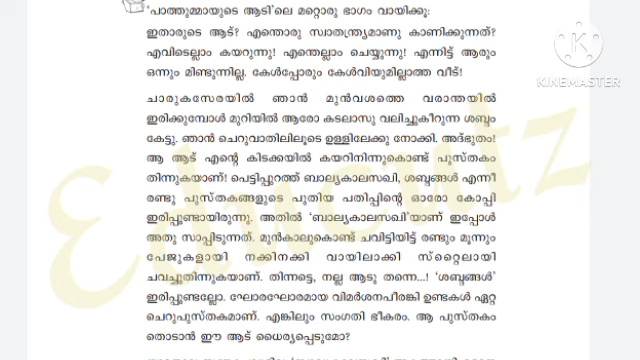 'പാത്തുമ്മായുടെ ആടി'ലെ മറ്റൊരു ഭാഗം വായിക്കൂ:
ഇതാരുടെ ആട്? എന്തൊരു സ്വാതന്ത്ര്യമാണു കാണിക്കുന്നത്?
എവിടെല്ലാം കയറുന്നു! എന്തെല്ലാം ചെയ്യുന്നു! എന്നിട്ട് ആരും
ഒന്നും മിണ്ടുന്നില്ല. കേൾപ്പോരും കേൾവിയുമില്ലാത്ത വീട്!
ചാരുകസേരയിൽ ഞാൻ മുൻവശത്തെ വരാന്തയിൽ
ഇരിക്കുമ്പോൾ മുറിയിൽ ആരോ കടലാസു വലിച്ചുകീറുന്ന ശബ്ദം
കേട്ടു. ഞാൻ ചെറുവാതിലിലൂടെ ഉള്ളിലേക്കു നോക്കി. അദ്ഭുതം!
ആ ആട് എന്റെ കിടക്കയിൽ കയറിനിന്നുകൊണ്ട് പുസ്തകം
തിന്നുകയാണ്! പെട്ടിപ്പുറത്ത് ബാല്യകാലസഖി, ശബ്ദങ്ങൾ എന്നീ
രണ്ടു പുസ്തകങ്ങളുടെ പുതിയ പതിപ്പിന്റെ ഓരോ കോപ്പി
ഇരിപ്പുണ്ടായിരുന്നു. അതിൽ 'ബാല്യകാലസഖി'യാണ് ഇപ്പോൾ
അതു സാപ്പിടുന്നത്. മുൻകാലുകൊണ്ട് ചവിട്ടിയിട്ട് രണ്ടും മൂന്നും
പേജുകളായി നക്കിനക്കി വായിലാക്കി സ്റ്റൈലായി
ചവച്ചുതിന്നുകയാണ്. തിന്നട്ടെ, നല്ല ആടു തന്നെ...! 'ശബ്ദങ്ങൾ'
ഇരിപ്പുണ്ടല്ലോ. ഘോരഘോരമായ വിമർശനപീരങ്കി ഉണ്ടകൾ ഏറ്റ
ചെറുപുസ്തകമാണ്. എങ്കിലും സംഗതി ഭീകരം. ആ പുസ്തകം
തൊടാൻ ഈ ആട് ധൈര്യപ്പെടുമോ?
KINEMASTER
Eduentz